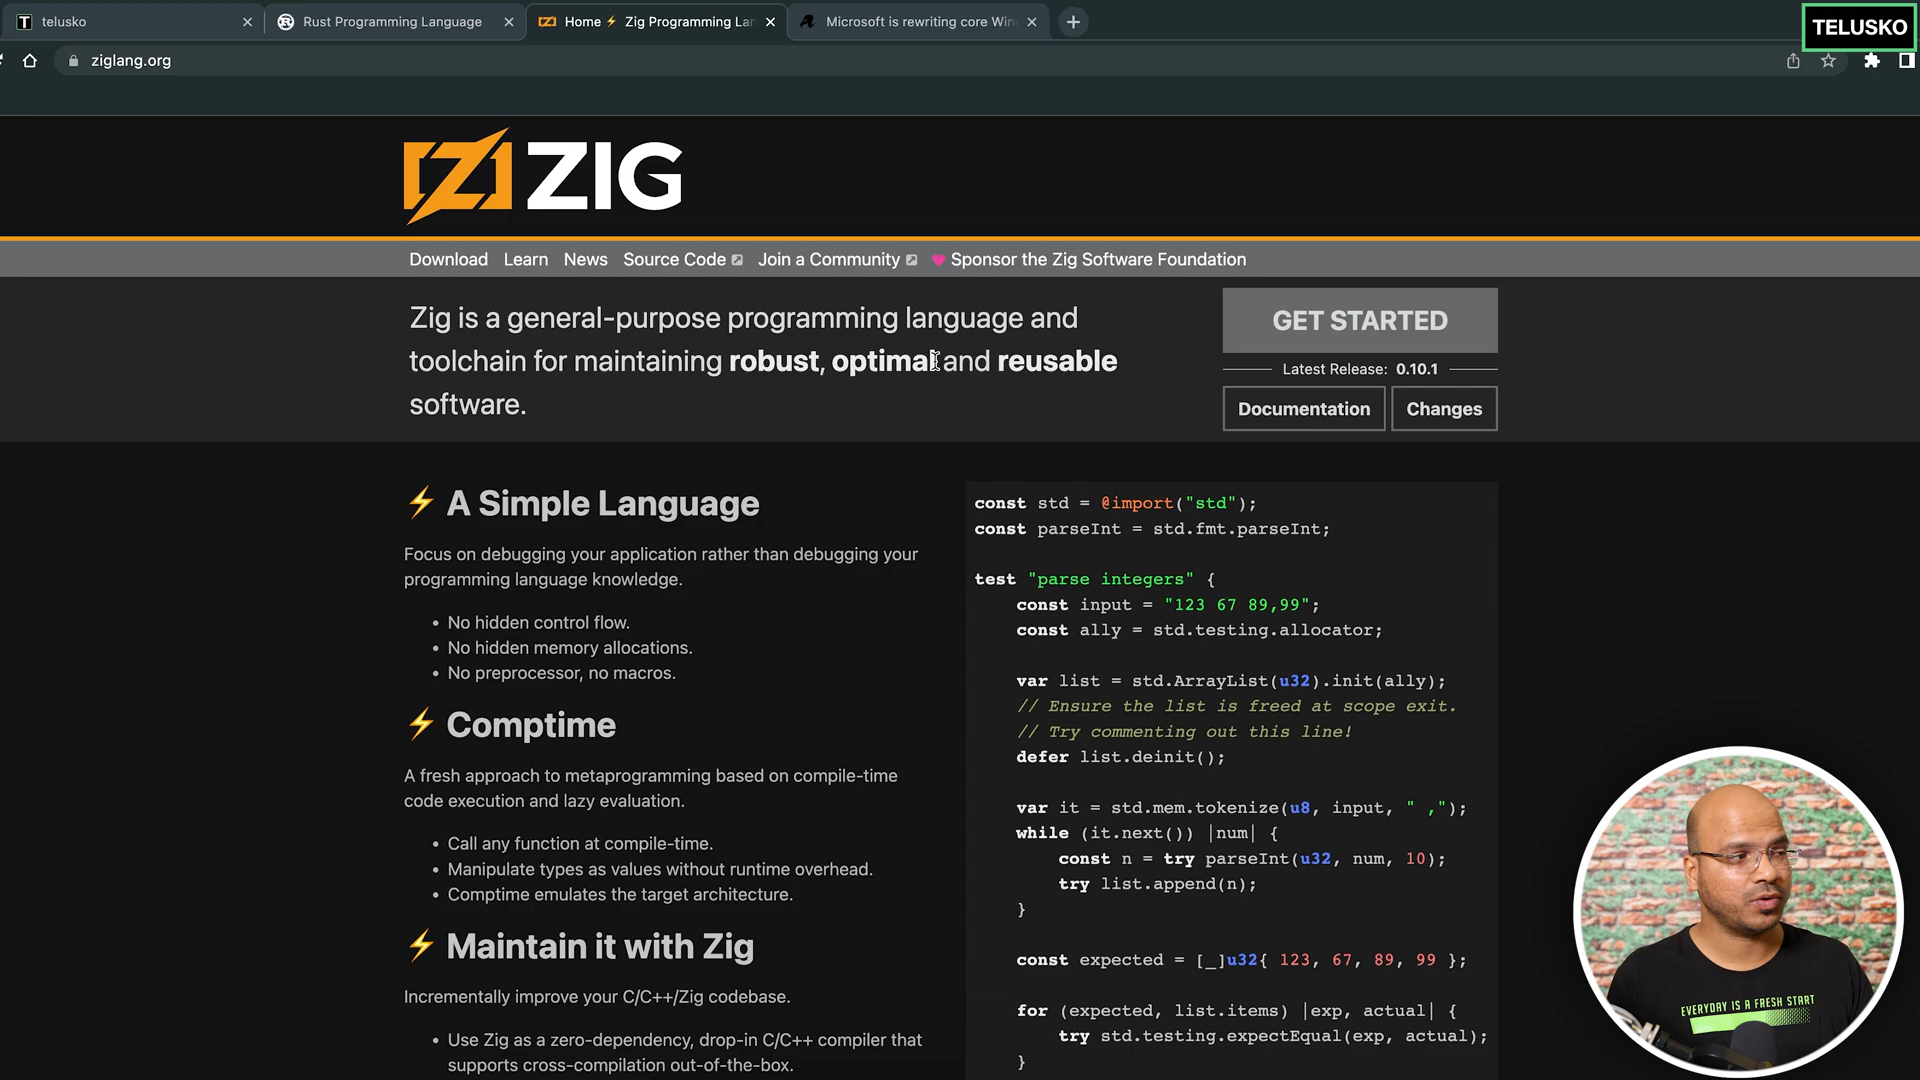 telusko
Rust Programming Language
Home ⚡ Zig Programming Lan
Microsoft is rewriting core Win
TELUSKO
ziglang.org
ZIG
Download Learn News Source Code Join a Community Sponsor the Zig Software Foundation
Zig is a general-purpose programming language and
toolchain for maintaining robust, optimal and reusable
software.
GET STARTED
Latest Release: 0.10.1
Documentation Changes
⚡ A Simple Language
Focus on debugging your application rather than debugging your
programming language knowledge.
• No hidden control flow.
• No hidden memory allocations.
• No preprocessor, no macros.
⚡ Comptime
A fresh approach to metaprogramming based on compile-time
code execution and lazy evaluation.
• Call any function at compile-time.
• Manipulate types as values without runtime overhead.
• Comptime emulates the target architecture.
⚡ Maintain it with Zig
Incrementally improve your C/C++/Zig codebase.
• Use Zig as a zero-dependency, drop-in C/C++ compiler that
supports cross-compilation out-of-the-box.
const std = @import("std");
const parseInt = std.fmt.parseInt;
test "parse integers" {
const input = "123 67 89,99";
const ally = std.testing.allocator;
var list = std.ArrayList(u32).init(ally);
// Ensure the list is freed at scope exit.
// Try commenting out this line!
defer list.deinit();
var it = std.mem.tokenize(u8, input, " ,");
while (it.next()) |num| {
const n = try parseInt(u32, num, 10);
try list.append(n);
}
const expected = [_]u32{ 123, 67, 89, 99 };
for (expected, list.items) |exp, actual| {
try std.testing.expectEqual(exp, actual);
}
EVERYDAY IS A FRESH START